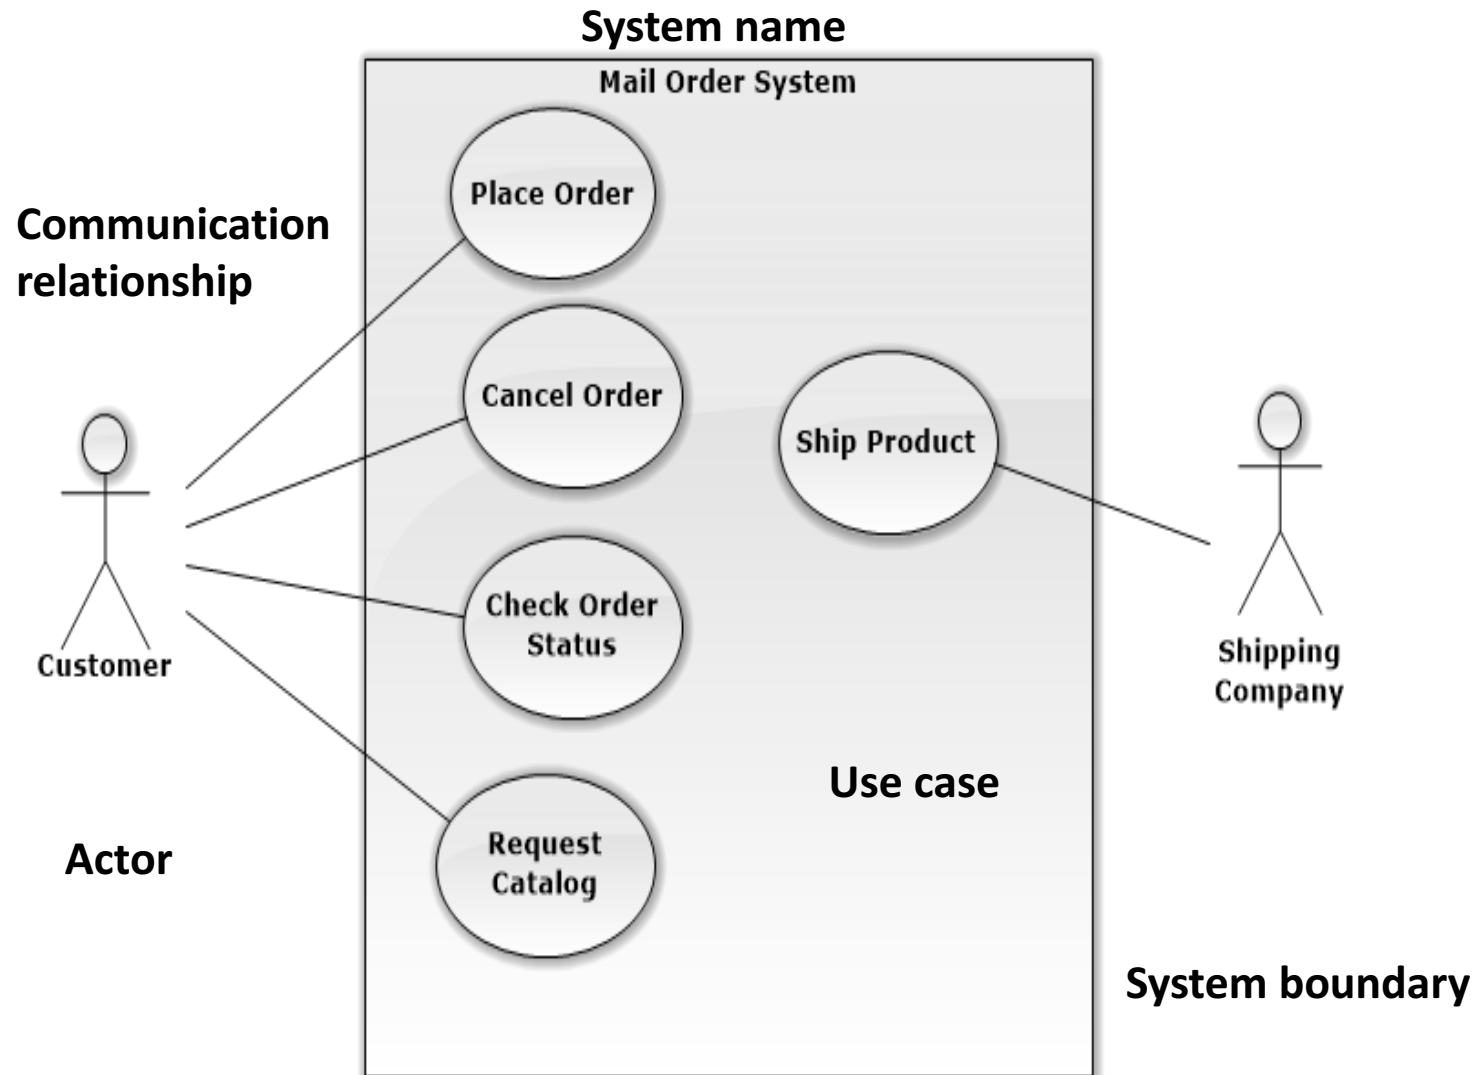 System name
Mail Order System
Place Order
Communication
relationship
Cancel Order
Ship Product
Check Order
Status
Customer
Shipping
Company
Use case
Request
Catalog
Actor
System boundary